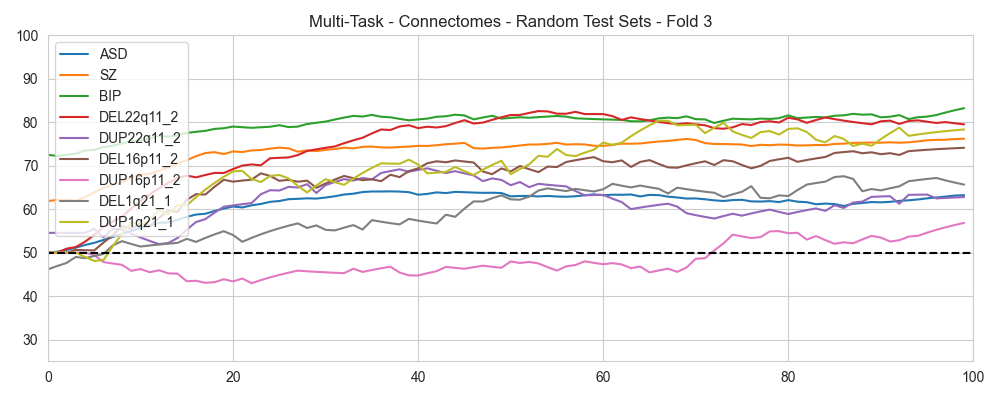 Multi-Task - Connectomes - Random Test Sets - Fold 3
100
90
80
70
60
50
40
30
ASD
SZ
BIP
DEL22q11_2
DUP22q11_2
DEL16p11_2
DUP16p11_2
DEL1q21_1
DUP1q21_1
0 20 40 60 80 100